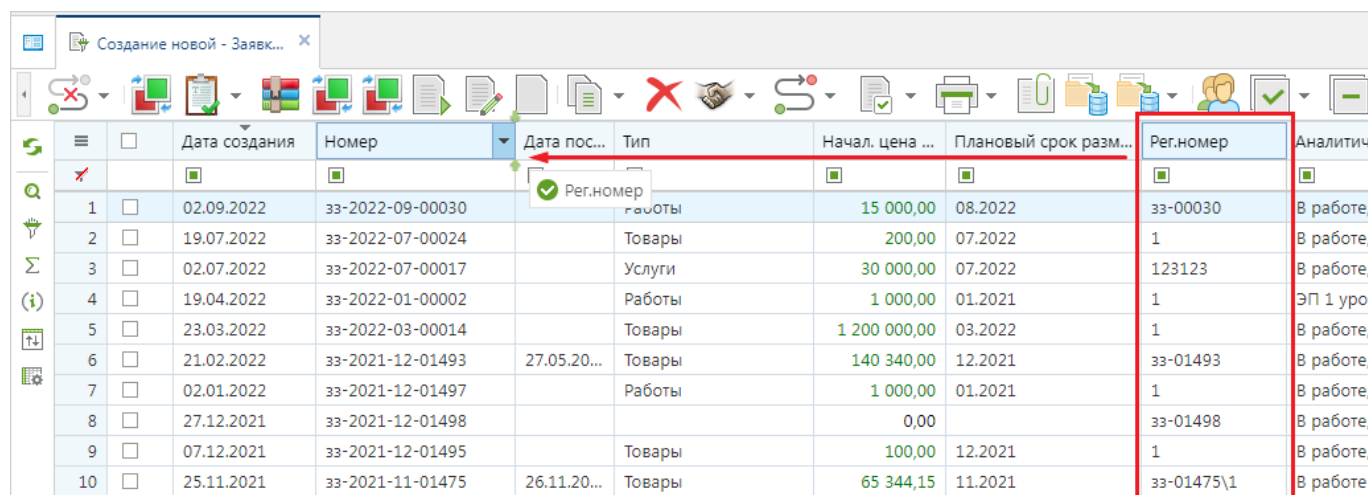 Создание новой - Заявк... ×
Дата создания Номер Дата пос... Тип Начал. цена ... Плановый срок разм... Рег.номер Аналитич
Рег.номер
1 02.09.2022 зз-2022-09-00030 Работы 15 000,00 08.2022 зз-00030 В работе,
2 19.07.2022 зз-2022-07-00024 Товары 200,00 07.2022 1 В работе,
3 02.07.2022 зз-2022-07-00017 Услуги 30 000,00 07.2022 123123 В работе,
4 19.04.2022 зз-2022-01-00002 Работы 1 000,00 01.2021 1 ЭП 1 уро
5 23.03.2022 зз-2022-03-00014 Товары 1 200 000,00 03.2022 1 В работе,
6 21.02.2022 зз-2021-12-01493 27.05.20... Товары 140 340,00 12.2021 зз-01493 В работе,
7 02.01.2022 зз-2021-12-01497 Работы 1 000,00 01.2021 1 В работе,
8 27.12.2021 зз-2021-12-01498 0,00 зз-01498 В работе,
9 07.12.2021 зз-2021-12-01495 Товары 100,00 12.2021 1 В работе,
10 25.11.2021 зз-2021-11-01475 26.11.20... Товары 65 344,15 11.2021 зз-01475\1 В работе,